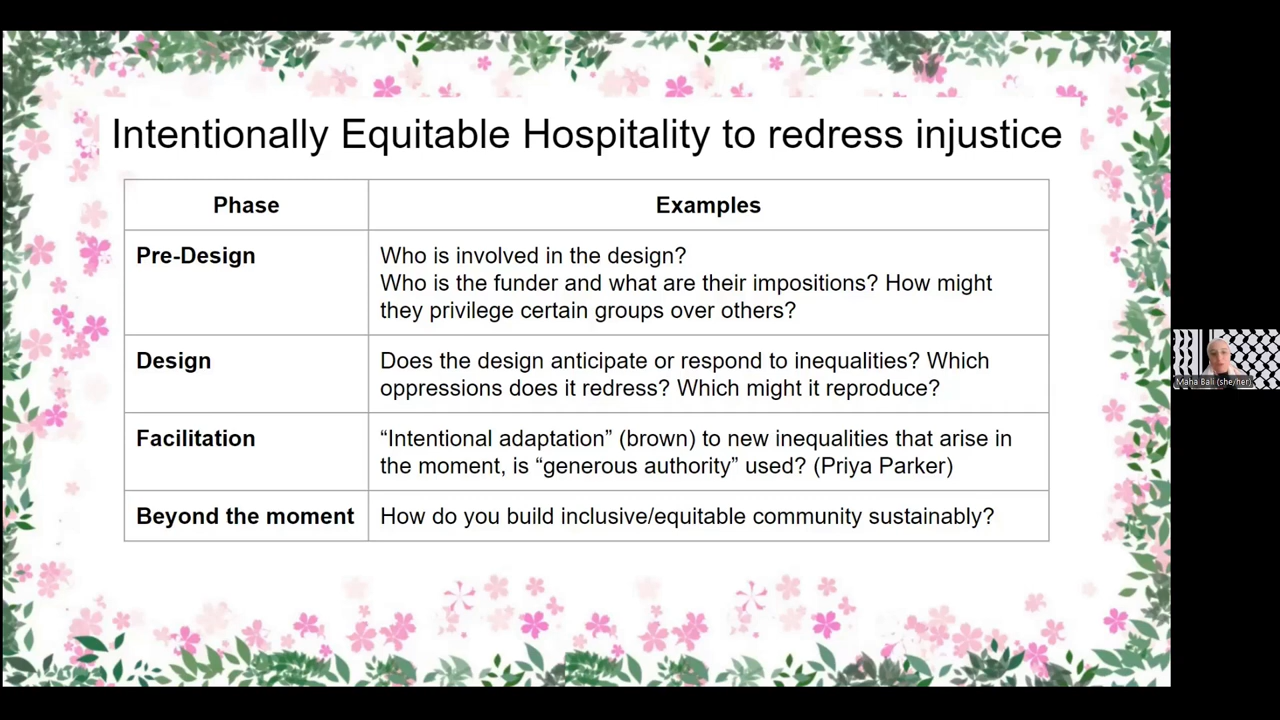 Intentionally Equitable Hospitality to redress injustice
Phase
Examples
Pre-Design
Who is involved in the design?
Who is the funder and what are their impositions? How might
they privilege certain groups over others?
Design
Does the design anticipate or respond to inequalities? Which
oppressions does it redress? Which might it reproduce?
Facilitation
“Intentional adaptation” (brown) to new inequalities that arise in
the moment, is “generous authority” used? (Priya Parker)
Beyond the moment
How do you build inclusive/equitable community sustainably?
Maha Bali (she/her)